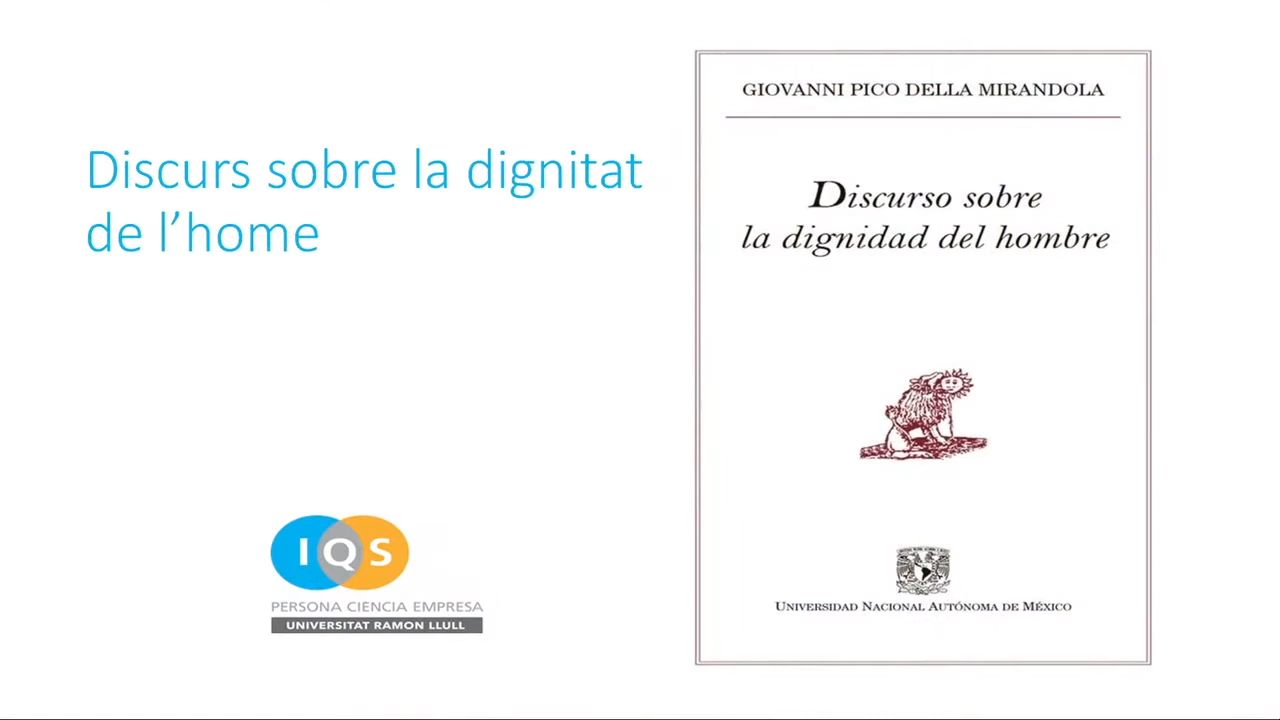 Discurs sobre la dignitat
de l’home
IQS
PERSONA CIÈNCIA EMPRESA
UNIVERSITAT RAMON LLULL
GIOVANNI PICO DELLA MIRANDOLA
Discurso sobre
la dignidad del hombre
UNIVERSIDAD NACIONAL AUTÓNOMA DE MÉXICO